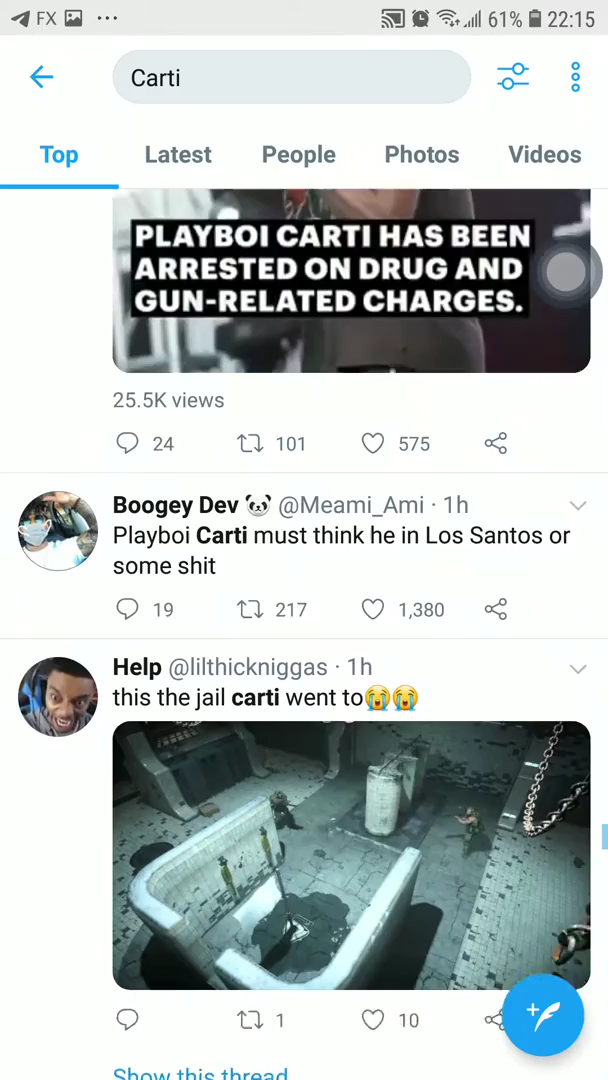 FX 61% 22:15
Carti
Top Latest People Photos Videos
PLAYBOI CARTI HAS BEEN
ARRESTED ON DRUG AND
GUN-RELATED CHARGES.
25.5K views
24 101 575
Boogey Dev 🐼 @Meami_Ami · 1h
Playboi Carti must think he in Los Santos or
some shit
19 217 1,380
Help @lilthickniggas · 1h
this the jail carti went to😭😭
1 10
Show this thread